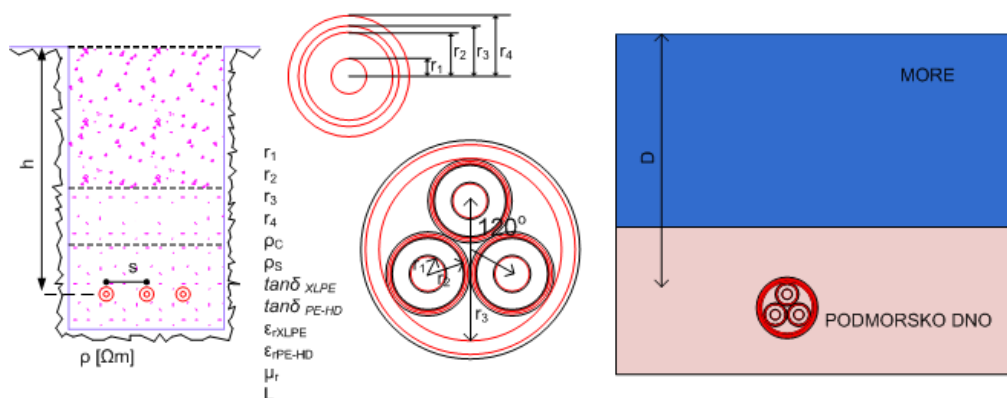 h
s
ρ [Ωm]
r₁
r₂
r₃
r₄
r₁
r₂
r₃
r₄
ρC
ρS
tanδ XLPE
tanδ PE-HD
εrXLPE
εrPE-HD
μr
L
120°
r₁
r₂
r₃
MORE
D
PODMORSKO DNO